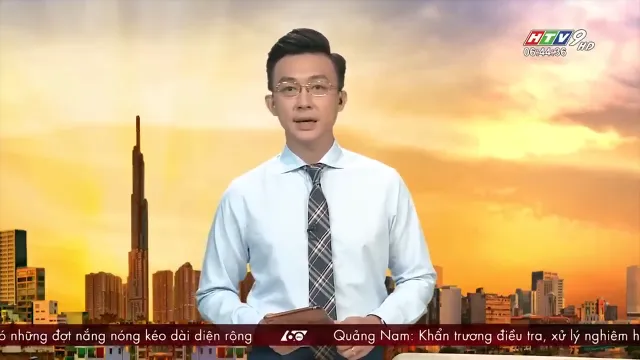 HTV9 HD
06:44:36
ó những đợt nắng nóng kéo dài diện rộng 60 Quảng Nam: Khẩn trương điều tra, xử lý nghiêm h